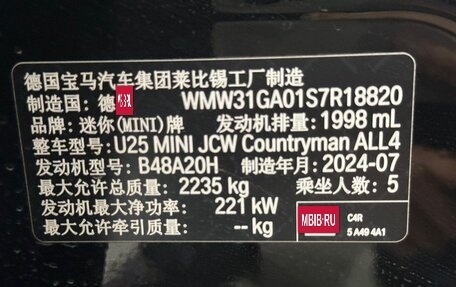 德国宝马汽车集团莱比锡工厂制造
制造国: 德 MBIB.RU WMW31GA01S7R18820
品牌: 迷你(MINI)牌 发动机排量: 1998 mL
整车型号: U25 MINI JCW Countryman ALL4
发动机型号: B48A20H 制造年月: 2024-07
最大允许总质量: 2235 kg 乘坐人数: 5
发动机最大净功率: 221 kW
MBIB.RU C4R
最大允许牵引质量: -- kg 5 A49 4A1